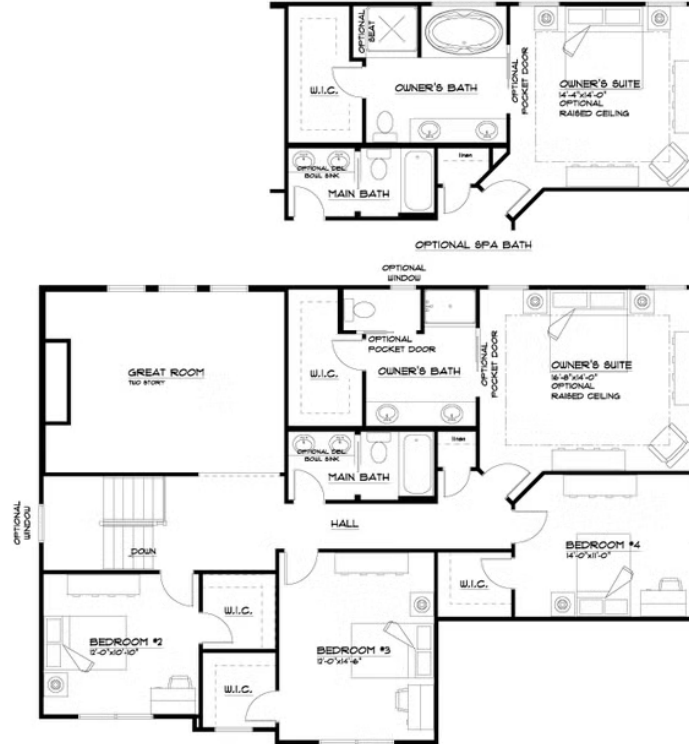 OPTIONAL
SEAT
W.I.C.
OWNER'S BATH
OPTIONAL
POCKET DOOR
OWNER'S SUITE
14'-4"x14'-0"
OPTIONAL
RAISED CEILING
OPTIONAL DBL.
BOWL SINK
MAIN BATH
linen
OPTIONAL SPA BATH
OPTIONAL
WINDOW
GREAT ROOM
TWO STORY
W.I.C.
OPTIONAL
POCKET DOOR
OWNER'S BATH
OPTIONAL
POCKET DOOR
OWNER'S SUITE
16'-8"x14'-0"
OPTIONAL
RAISED CEILING
OPTIONAL DBL.
BOWL SINK
MAIN BATH
linen
OPTIONAL
WINDOW
DOWN
HALL
BEDROOM #4
14'-0"x11'-0"
W.I.C.
BEDROOM #2
12'-0"x10'-10"
W.I.C.
BEDROOM #3
12'-0"x14'-6"
W.I.C.